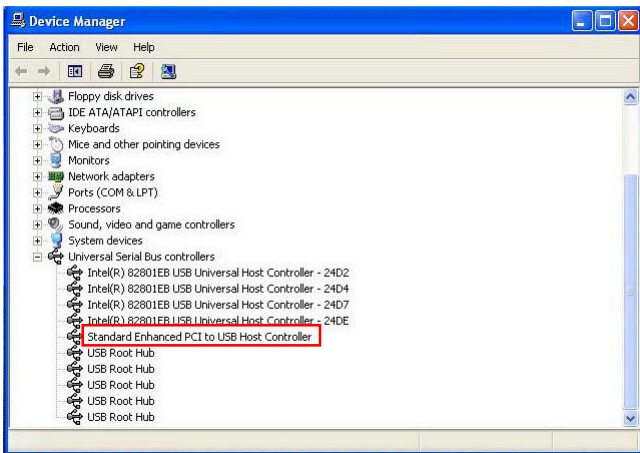 Device Manager
File Action View Help
Floppy disk drives
IDE ATA/ATAPI controllers
Keyboards
Mice and other pointing devices
Monitors
Network adapters
Ports (COM & LPT)
Processors
Sound, video and game controllers
System devices
Universal Serial Bus controllers
Intel(R) 82801EB USB Universal Host Controller - 24D2
Intel(R) 82801EB USB Universal Host Controller - 24D4
Intel(R) 82801EB USB Universal Host Controller - 24D7
Intel(R) 82801EB USB Universal Host Controller - 24DE
Standard Enhanced PCI to USB Host Controller
USB Root Hub
USB Root Hub
USB Root Hub
USB Root Hub
USB Root Hub